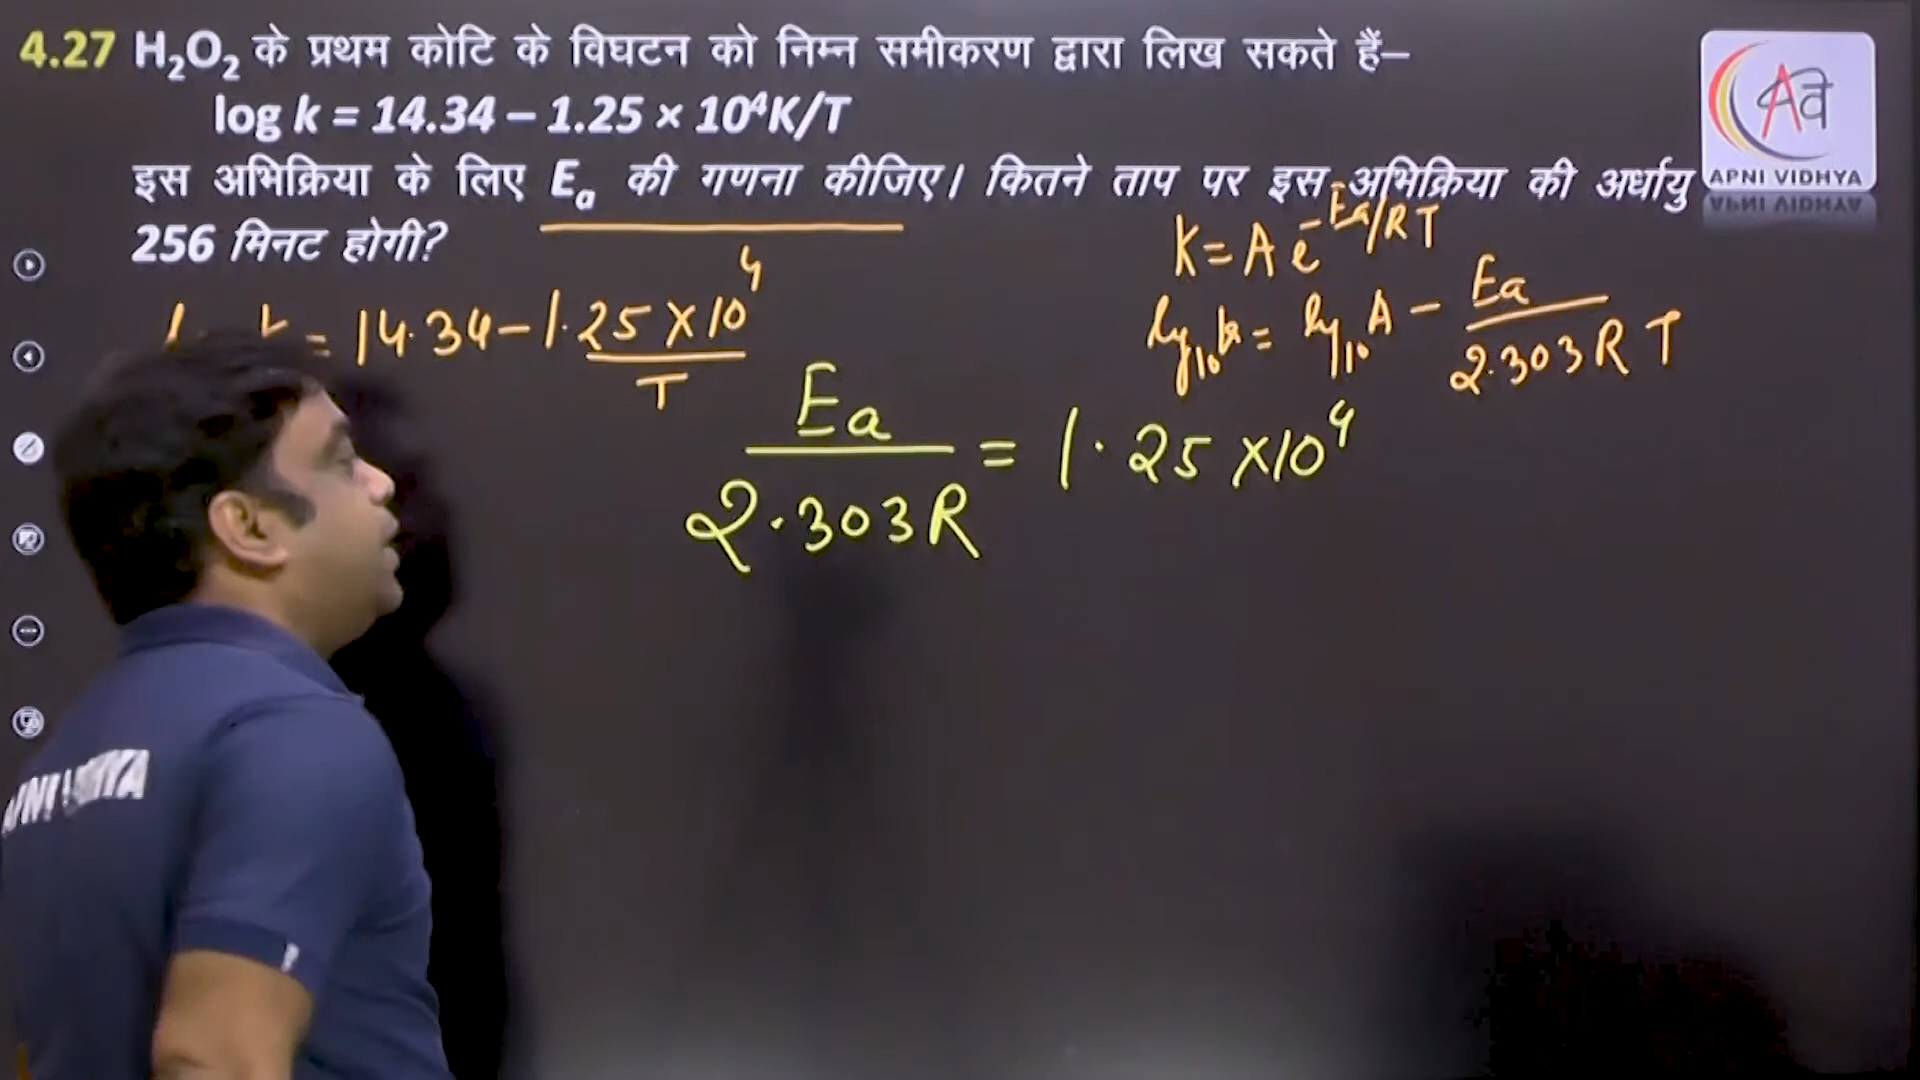 4.27 H₂O₂ के प्रथम कोटि के विघटन को निम्न समीकरण द्वारा लिख सकते हैं–
log k = 14.34 – 1.25 × 10⁴K/T
इस अभिक्रिया के लिए Eₐ की गणना कीजिए। कितने ताप पर इस अभिक्रिया की अर्धायु
256 मिनट होगी?
Av
APNI VIDHYA
K = A e^-Ea/RT
log₁₀k = log₁₀A - Ea/2.303RT
= 14.34 - 1.25 × 10⁴/T
Ea/2.303R = 1.25 × 10⁴